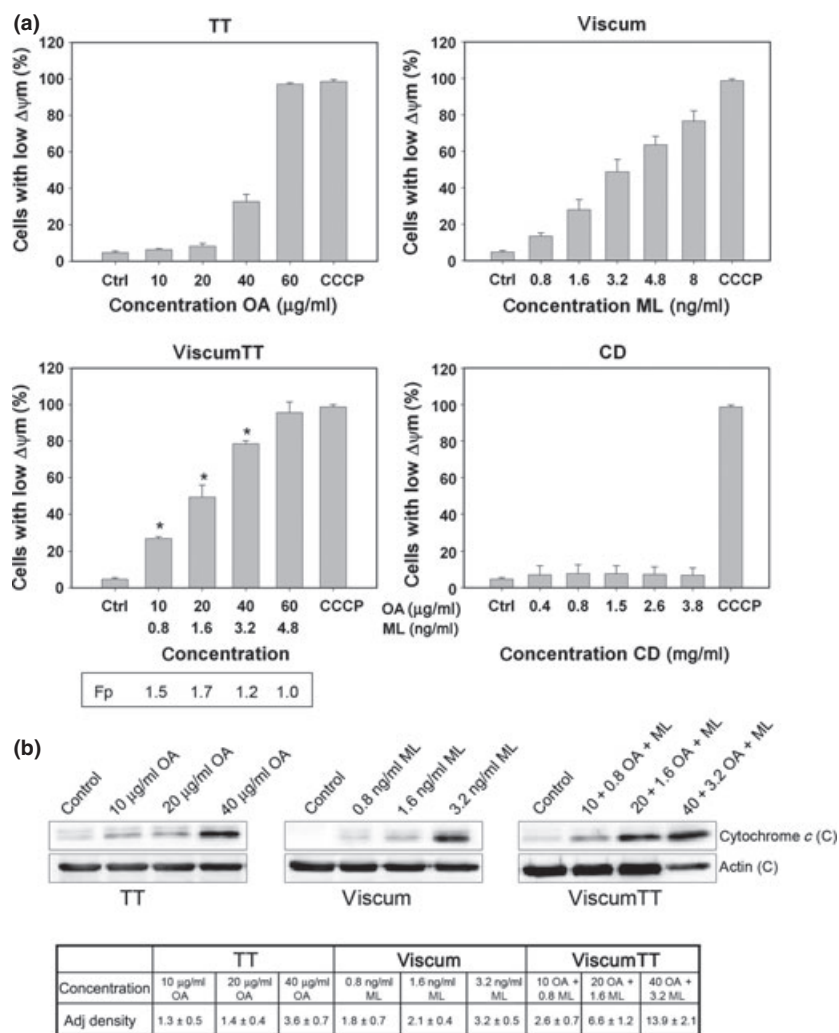 (a)
TT
Cells with low Δψm (%)
120
100
80
60
40
20
0
Ctrl 10 20 40 60 CCCP
Concentration OA (µg/ml)
Viscum
Cells with low Δψm (%)
120
100
80
60
40
20
0
Ctrl 0.8 1.6 3.2 4.8 8 CCCP
Concentration ML (ng/ml)
ViscumTT
Cells with low Δψm (%)
120
100
80
60
40
20
0
* * *
Ctrl 10 20 40 60 CCCP OA (µg/ml)
0.8 1.6 3.2 4.8 ML (ng/ml)
Concentration
Fp 1.5 1.7 1.2 1.0
CD
Cells with low Δψm (%)
120
100
80
60
40
20
0
Ctrl 0.4 0.8 1.5 2.6 3.8 CCCP
Concentration CD (mg/ml)
(b)
Control 10 µg/ml OA 20 µg/ml OA 40 µg/ml OA
Control 0.8 ng/ml ML 1.6 ng/ml ML 3.2 ng/ml ML
Control 10 + 0.8 OA + ML 20 + 1.6 OA + ML 40 + 3.2 OA + ML
Cytochrome c (C)
Actin (C)
TT Viscum ViscumTT
TT Viscum ViscumTT
Concentration 10 µg/ml OA 20 µg/ml OA 40 µg/ml OA 0.8 ng/ml ML 1.6 ng/ml ML 3.2 ng/ml ML 10 OA + 0.8 ML 20 OA + 1.6 ML 40 OA + 3.2 ML
Adj density 1.3 ± 0.5 1.4 ± 0.4 3.6 ± 0.7 1.8 ± 0.7 2.1 ± 0.4 3.2 ± 0.5 2.6 ± 0.7 6.6 ± 1.2 13.9 ± 2.1